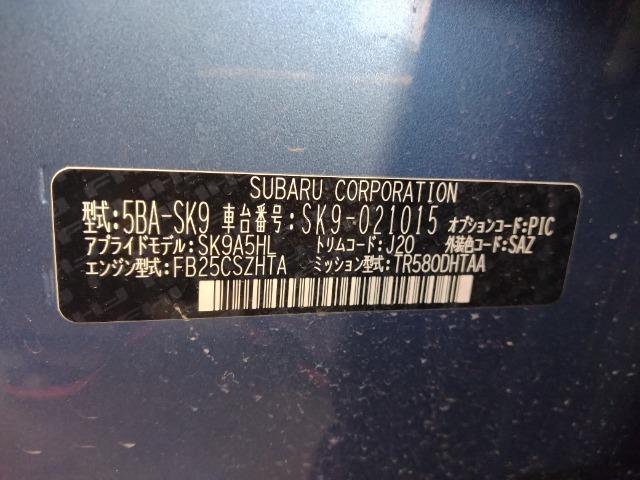 SUBARU CORPORATION
型式:5BA-SK9 車台番号:SK9-021015 オプションコード:PIC
アプライドモデル:SK9A5HL トリムコード:J20 外装色コード:SAZ
エンジン型式:FB25CSZHTA ミッション型式:TR580DHTAA